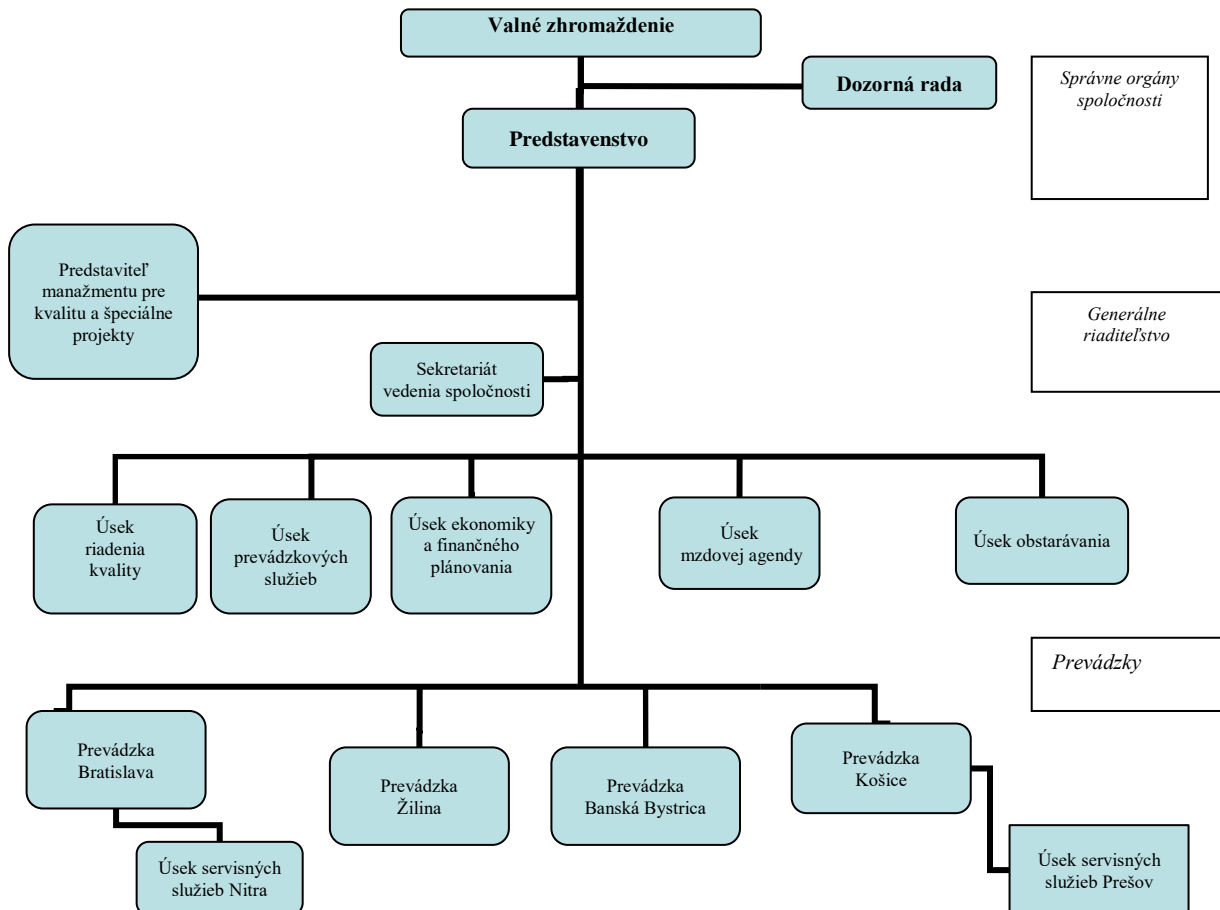 Valné zhromaždenie
Dozorná rada
Správne orgány
spoločnosti
Predstavenstvo
Predstaviteľ
manažmentu pre
kvalitu a špeciálne
projekty
Generálne
riaditeľstvo
Sekretariát
vedenia spoločnosti
Úsek
riadenia
kvality
Úsek
prevádzkových
služieb
Úsek ekonomiky
a finančného
plánovania
Úsek
mzdovej agendy
Úsek obstarávania
Prevádzky
Prevádzka
Bratislava
Prevádzka
Žilina
Prevádzka
Banská Bystrica
Prevádzka
Košice
Úsek servisných
služieb Nitra
Úsek servisných
služieb Prešov